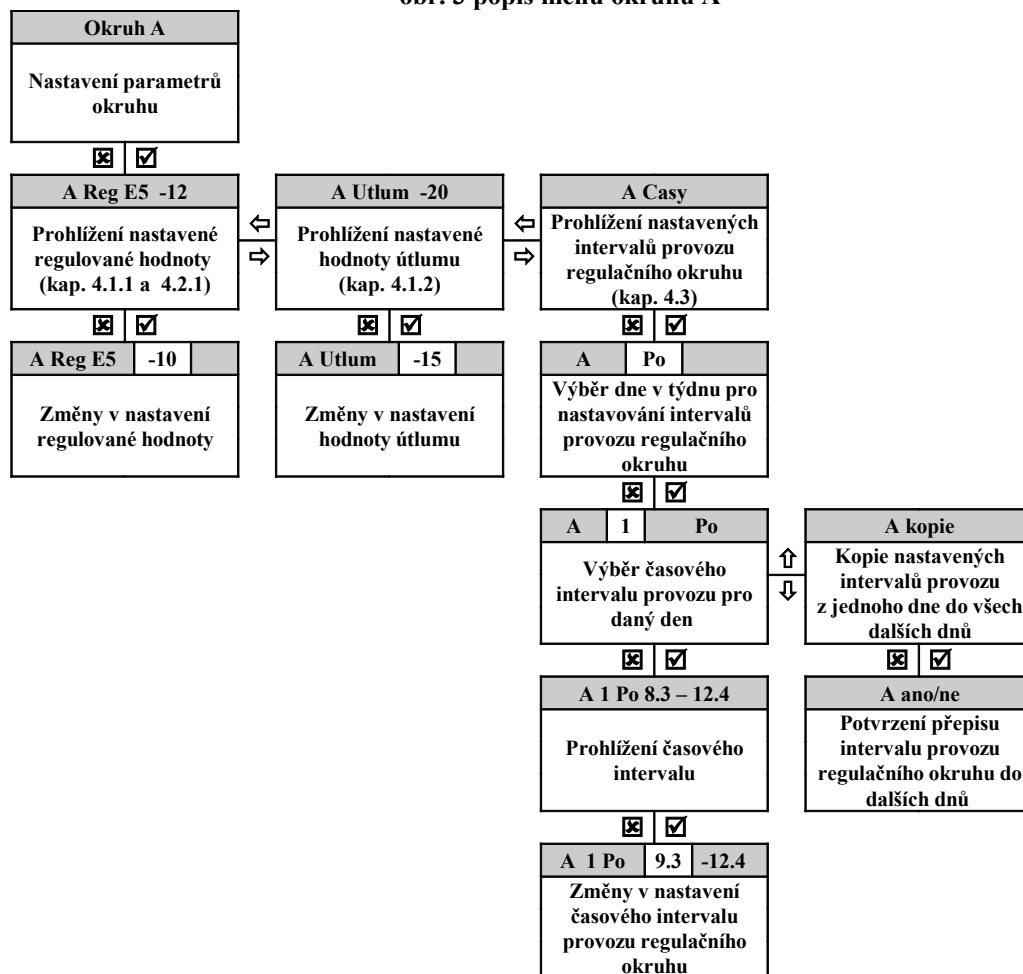 obr. 5 popis menu okruhu A
Okruh A
Nastavení parametrů
okruhu
A Reg E5 -12
Prohlížení nastavené
regulované hodnoty
(kap. 4.1.1 a 4.2.1)
A Utlum -20
Prohlížení nastavené
hodnoty útlumu
(kap. 4.1.2)
A Casy
Prohlížení nastavených
intervalů provozu
regulačního okruhu
(kap. 4.3)
A Reg E5 -10
Změny v nastavení
regulované hodnoty
A Utlum -15
Změny v nastavení
hodnoty útlumu
A Po
Výběr dne v týdnu pro
nastavování intervalů
provozu regulačního
okruhu
A 1 Po
Výběr časového
intervalu provozu pro
daný den
A kopie
Kopie nastavených
intervalů provozu
z jednoho dne do všech
dalších dnů
A 1 Po 8.3 – 12.4
Prohlížení časového
intervalu
A ano/ne
Potvrzení přepisu
intervalu provozu
regulačního okruhu do
dalších dnů
A 1 Po 9.3 -12.4
Změny v nastavení
časového intervalu
provozu regulačního
okruhu